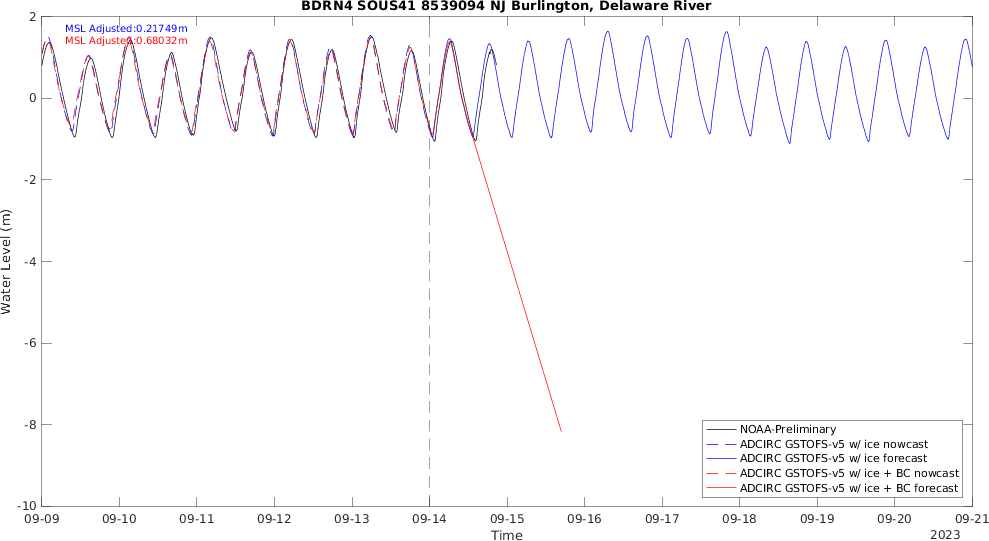 BDRN4 SOUS41 8539094 NJ Burlington, Delaware River
MSL Adjusted:0.21749m
MSL Adjusted:0.68032m
2
0
-2
-4
-6
-8
-10
Water Level (m)
NOAA-Preliminary
ADCIRC GSTOFS-v5 w/ ice nowcast
ADCIRC GSTOFS-v5 w/ ice forecast
ADCIRC GSTOFS-v5 w/ ice + BC nowcast
ADCIRC GSTOFS-v5 w/ ice + BC forecast
09-09 09-10 09-11 09-12 09-13 09-14 09-15 09-16 09-17 09-18 09-19 09-20 09-21
Time
2023